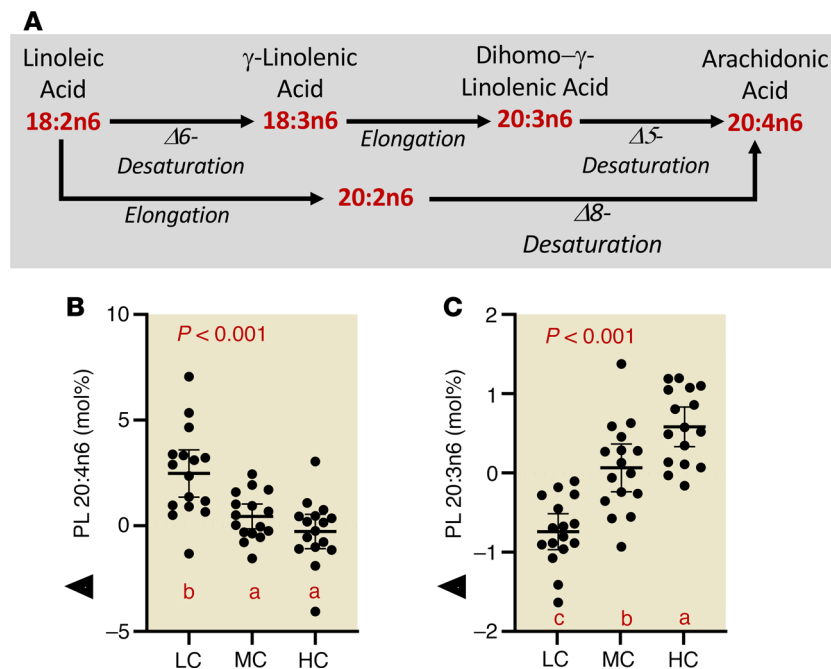 A
Linoleic
Acid
18:2n6
Δ6-
Desaturation
γ-Linolenic
Acid
18:3n6
Elongation
Dihomo–γ-
Linolenic Acid
20:3n6
Δ5-
Desaturation
Arachidonic
Acid
20:4n6
Elongation
20:2n6
Δ8-
Desaturation
B
PL 20:4n6 (mol%)
10
5
0
–5
P < 0.001
b a a
LC MC HC
C
PL 20:3n6 (mol%)
2
1
0
–1
–2
P < 0.001
c b a
LC MC HC